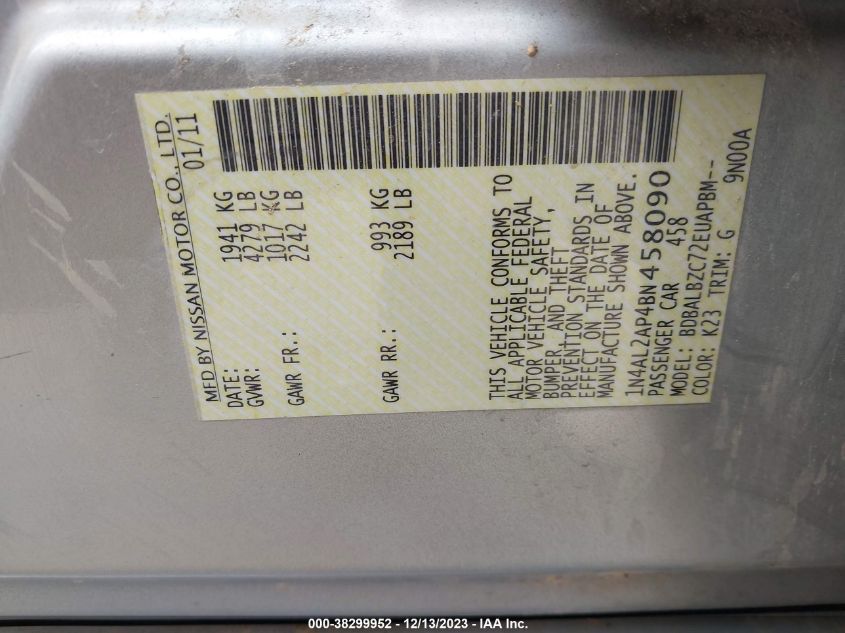 MFD BY NISSAN MOTOR CO., LTD.
DATE: 01/11
GVWR: 1941 KG
4279 LB
GAWR FR.: 1017 KG
2242 LB
GAWR RR.: 993 KG
2189 LB
THIS VEHICLE CONFORMS TO
ALL APPLICABLE FEDERAL
MOTOR VEHICLE SAFETY,
BUMPER, AND THEFT
PREVENTION STANDARDS IN
EFFECT ON THE DATE OF
MANUFACTURE SHOWN ABOVE.
1N4AL2AP4BN458090
PASSENGER CAR 458
MODEL: BDBALBZC72EUAPBM--
COLOR: K23 TRIM: G 9N00A
000-38299952 - 12/13/2023 - IAA Inc.